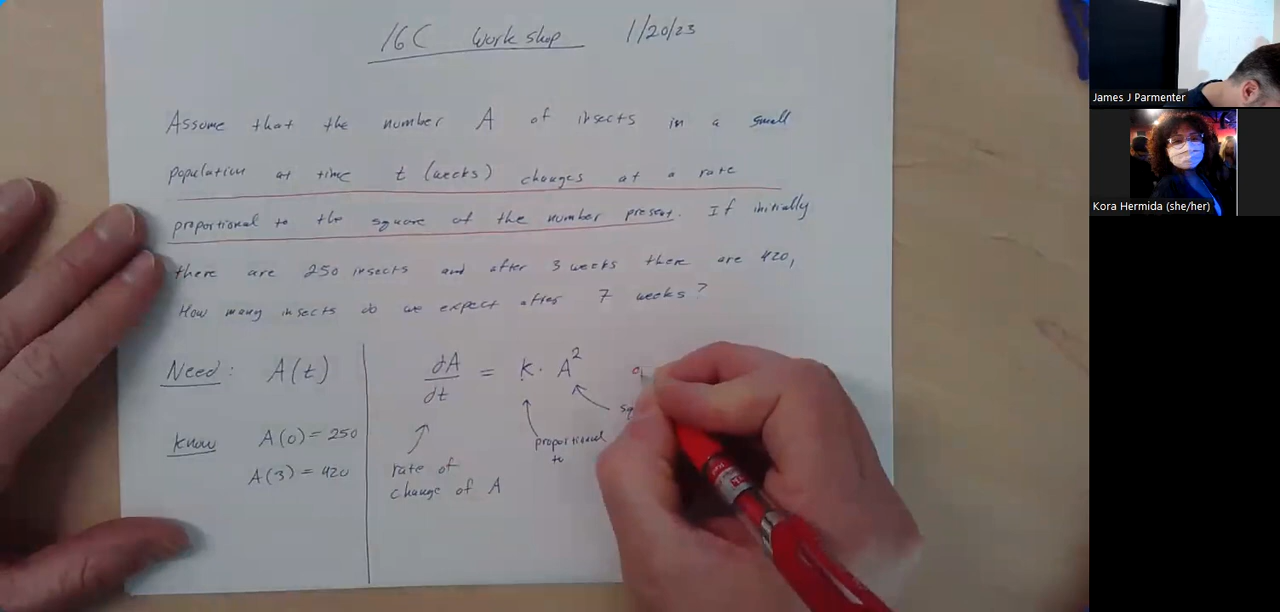 16C Workshop 1/20/23
Assume that the number A of insects in a small
population at time t (weeks) changes at a rate
proportional to the square of the number present. If initially
there are 250 insects and after 3 weeks there are 420,
How many insects do we expect after 7 weeks?
Need: A(t)
Know A(0) = 250
A(3) = 420
dA/dt = k · A²
proportional
to
rate of
change of A
James J Parmenter
Kora Hermida (she/her)